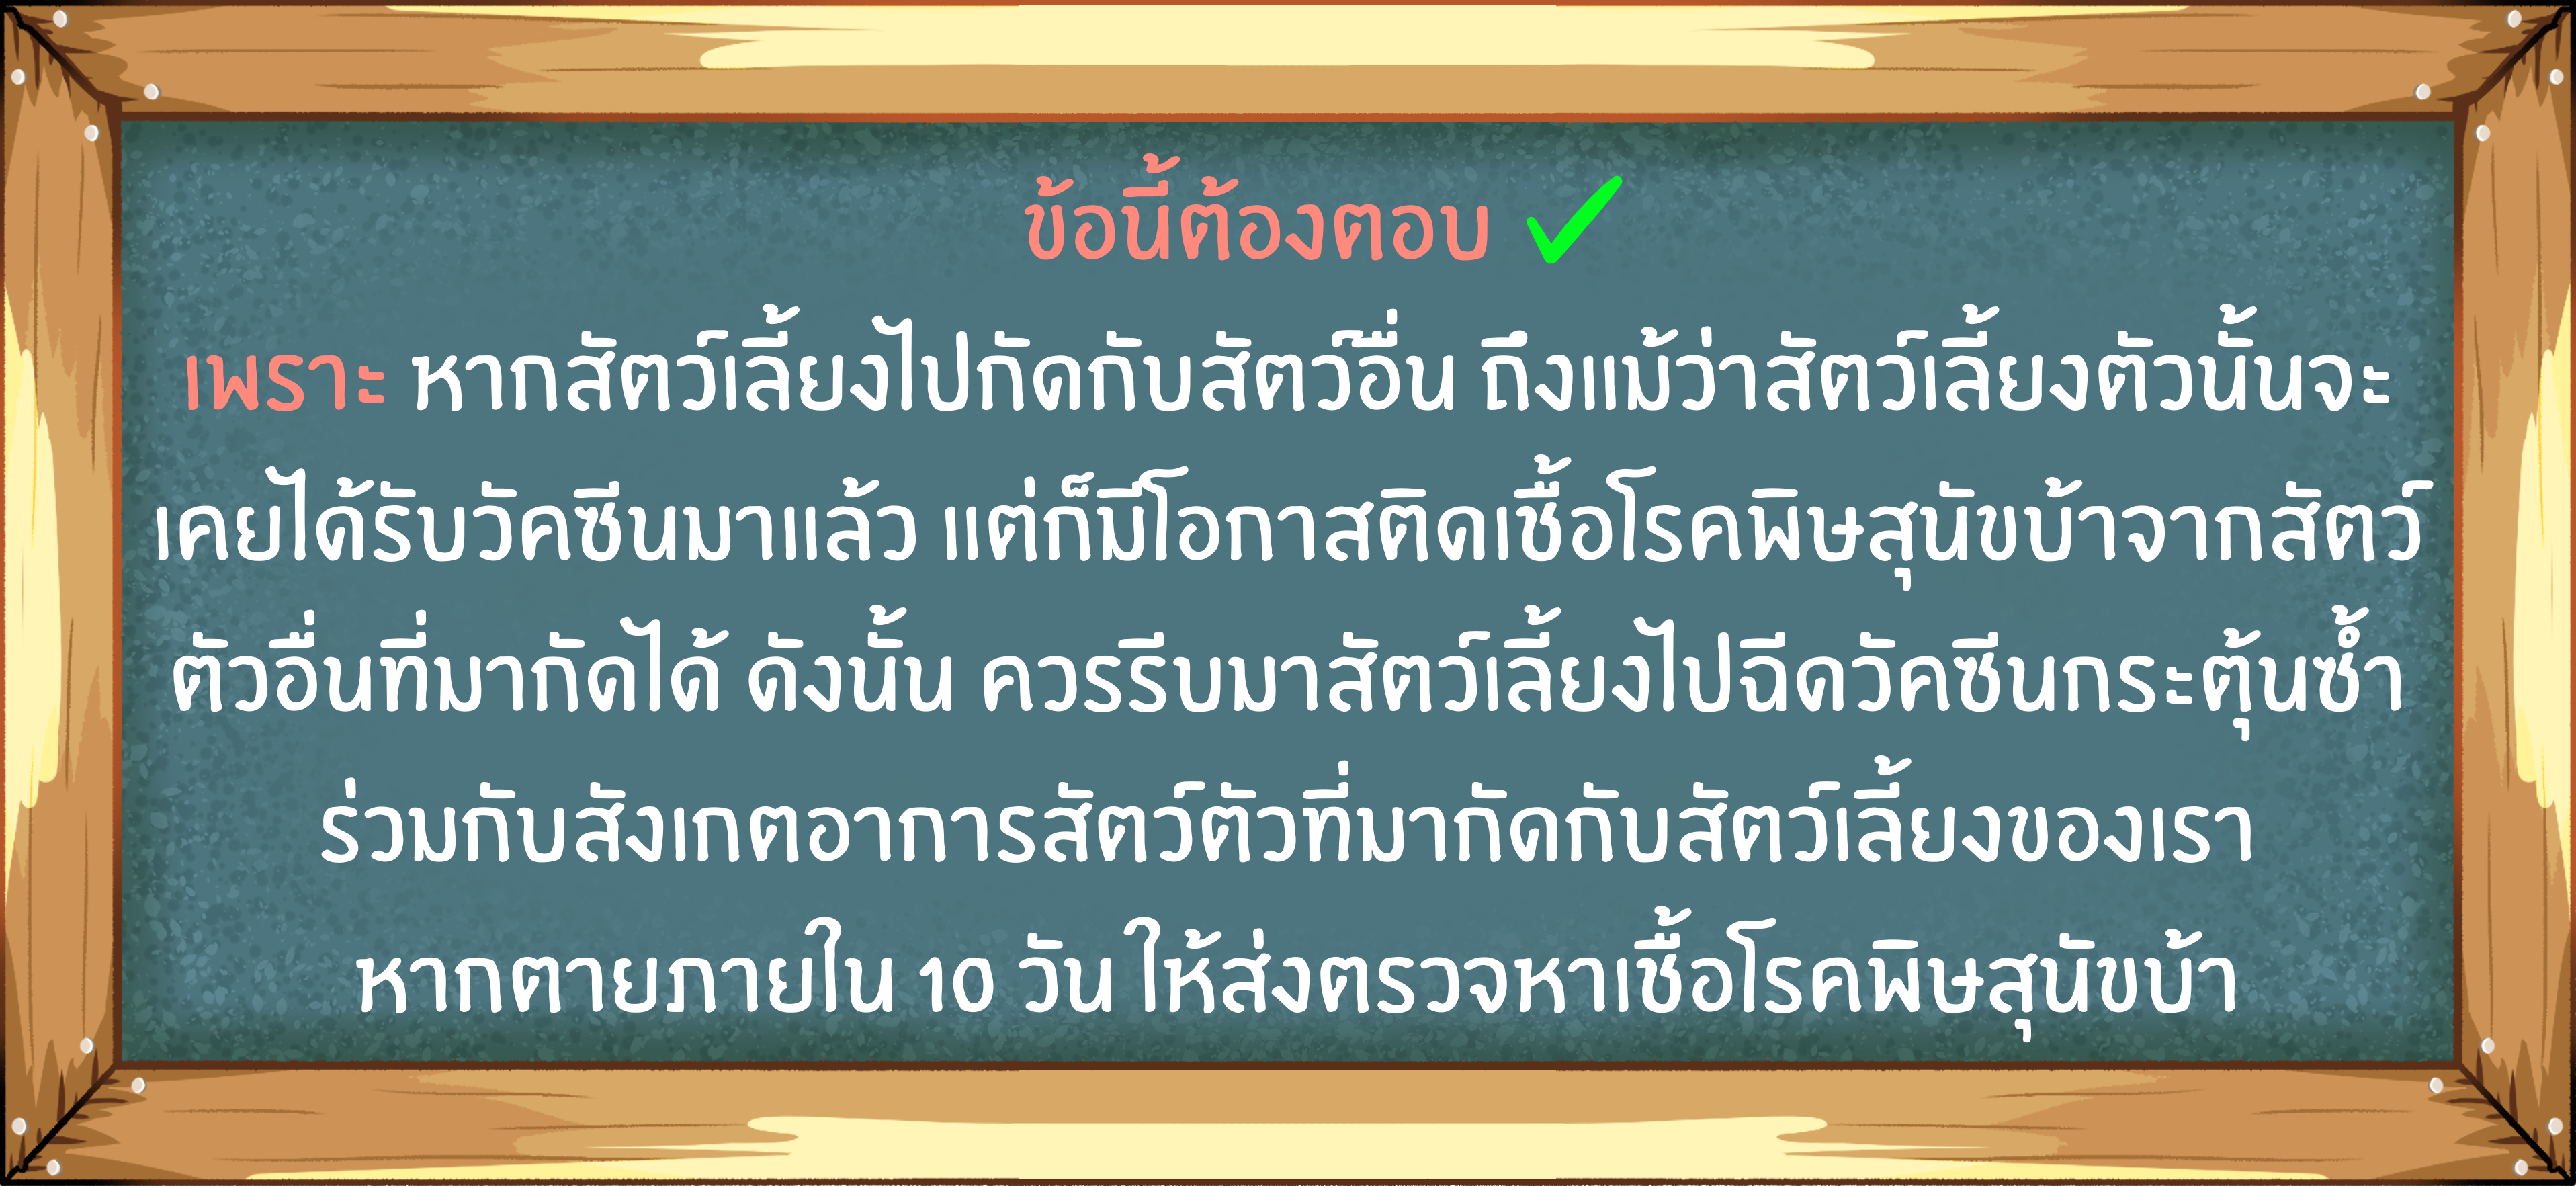 ข้อนี้ต้องตอบ ✓
เพราะ หากสัตว์เลี้ยงไปกัดกับสัตว์อื่น ถึงแม้ว่าสัตว์เลี้ยงตัวนั้นจะ
เคยได้รับวัคซีนมาแล้ว แต่ก็มีโอกาสติดเชื้อโรคพิษสุนัขบ้าจากสัตว์
ตัวอื่นที่มากัดได้ ดังนั้น ควรรีบมาสัตว์เลี้ยงไปฉีดวัคซีนกระตุ้นซ้ำ
ร่วมกับสังเกตอาการสัตว์ตัวที่มากัดกับสัตว์เลี้ยงของเรา
หากตายภายใน 10 วัน ให้ส่งตรวจหาเชื้อโรคพิษสุนัขบ้า